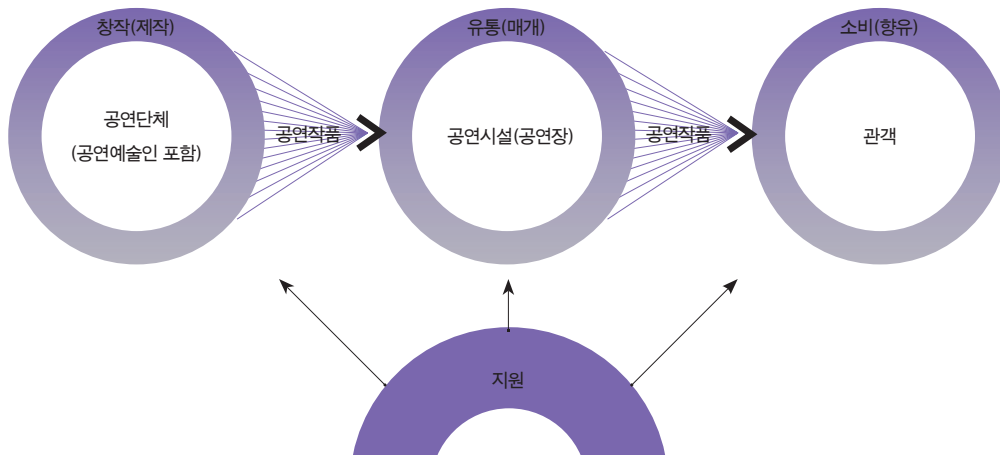 창작(제작)
유통(매개)
소비(향유)
공연단체
(공연예술인 포함)
공연작품
공연시설(공연장)
공연작품
관객
지원